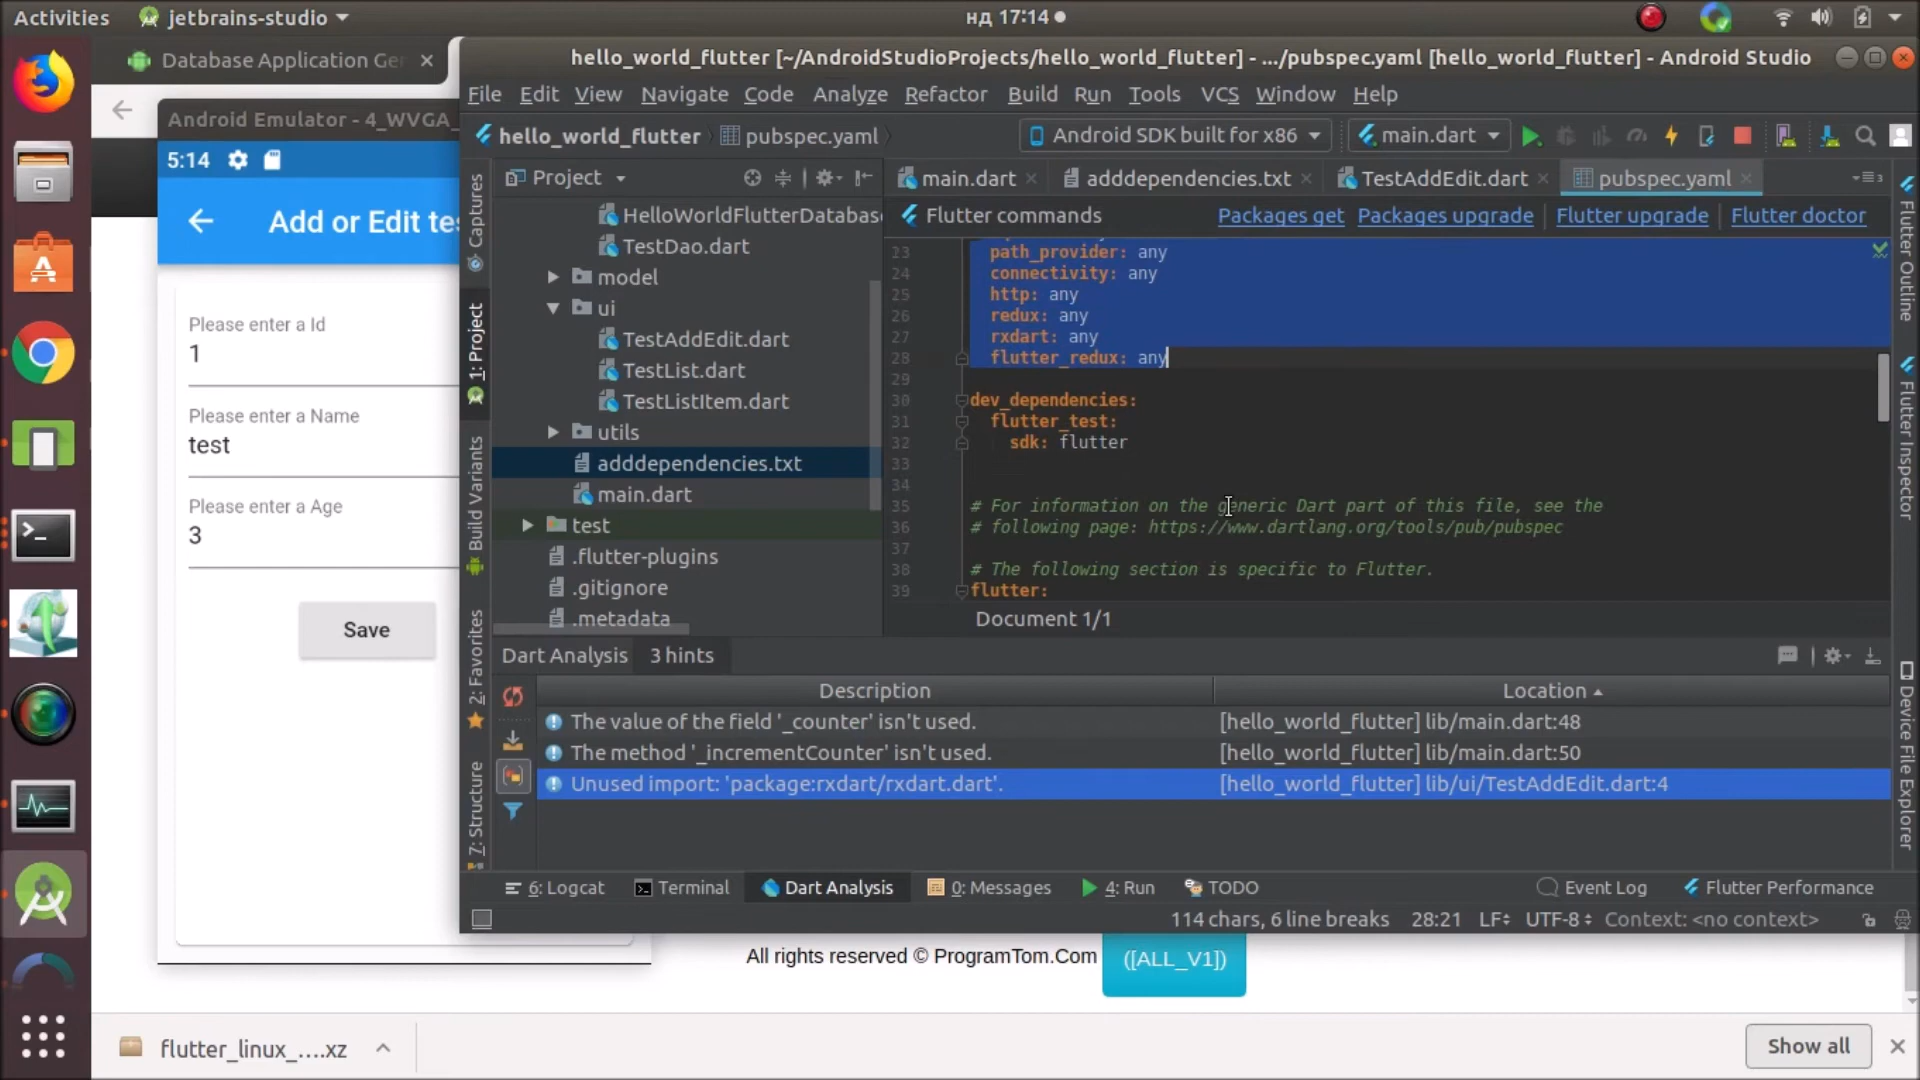 Activities
jetbrains-studio
нд 17:14
Database Application Ge
Android Emulator - 4_WVGA_
5:14
Add or Edit te
Please enter a Id
1
Please enter a Name
test
Please enter a Age
3
Save
hello_world_flutter [~/AndroidStudioProjects/hello_world_flutter] - .../pubspec.yaml [hello_world_flutter] - Android Studio
File Edit View Navigate Code Analyze Refactor Build Run Tools VCS Window Help
hello_world_flutter pubspec.yaml
Android SDK built for x86
main.dart
Project
main.dart
adddependencies.txt
TestAddEdit.dart
pubspec.yaml
Flutter commands
Packages get
Packages upgrade
Flutter upgrade
Flutter doctor
Captures
1: Project
Build Variants
2: Favorites
7: Structure
HelloWorldFlutterDatabase
TestDao.dart
model
ui
TestAddEdit.dart
TestList.dart
TestListItem.dart
utils
adddependencies.txt
main.dart
test
.flutter-plugins
.gitignore
.metadata
23 path_provider: any
24 connectivity: any
25 http: any
26 redux: any
27 rxdart: any
28 flutter_redux: any
29
30 dev_dependencies:
31 flutter_test:
32 sdk: flutter
33
34
35 # For information on the generic Dart part of this file, see the
36 # following page: https://www.dartlang.org/tools/pub/pubspec
37
38 # The following section is specific to Flutter.
39 flutter:
Document 1/1
Flutter Outline
Flutter Inspector
Device File Explorer
Dart Analysis 3 hints
Description Location
The value of the field '_counter' isn't used. [hello_world_flutter] lib/main.dart:48
The method '_incrementCounter' isn't used. [hello_world_flutter] lib/main.dart:50
Unused import: 'package:rxdart/rxdart.dart'. [hello_world_flutter] lib/ui/TestAddEdit.dart:4
6: Logcat Terminal Dart Analysis 0: Messages 4: Run TODO Event Log Flutter Performance
114 chars, 6 line breaks 28:21 LF UTF-8 Context: <no context>
All rights reserved © ProgramTom.Com
([ALL_V1])
flutter_linux_....xz
Show all